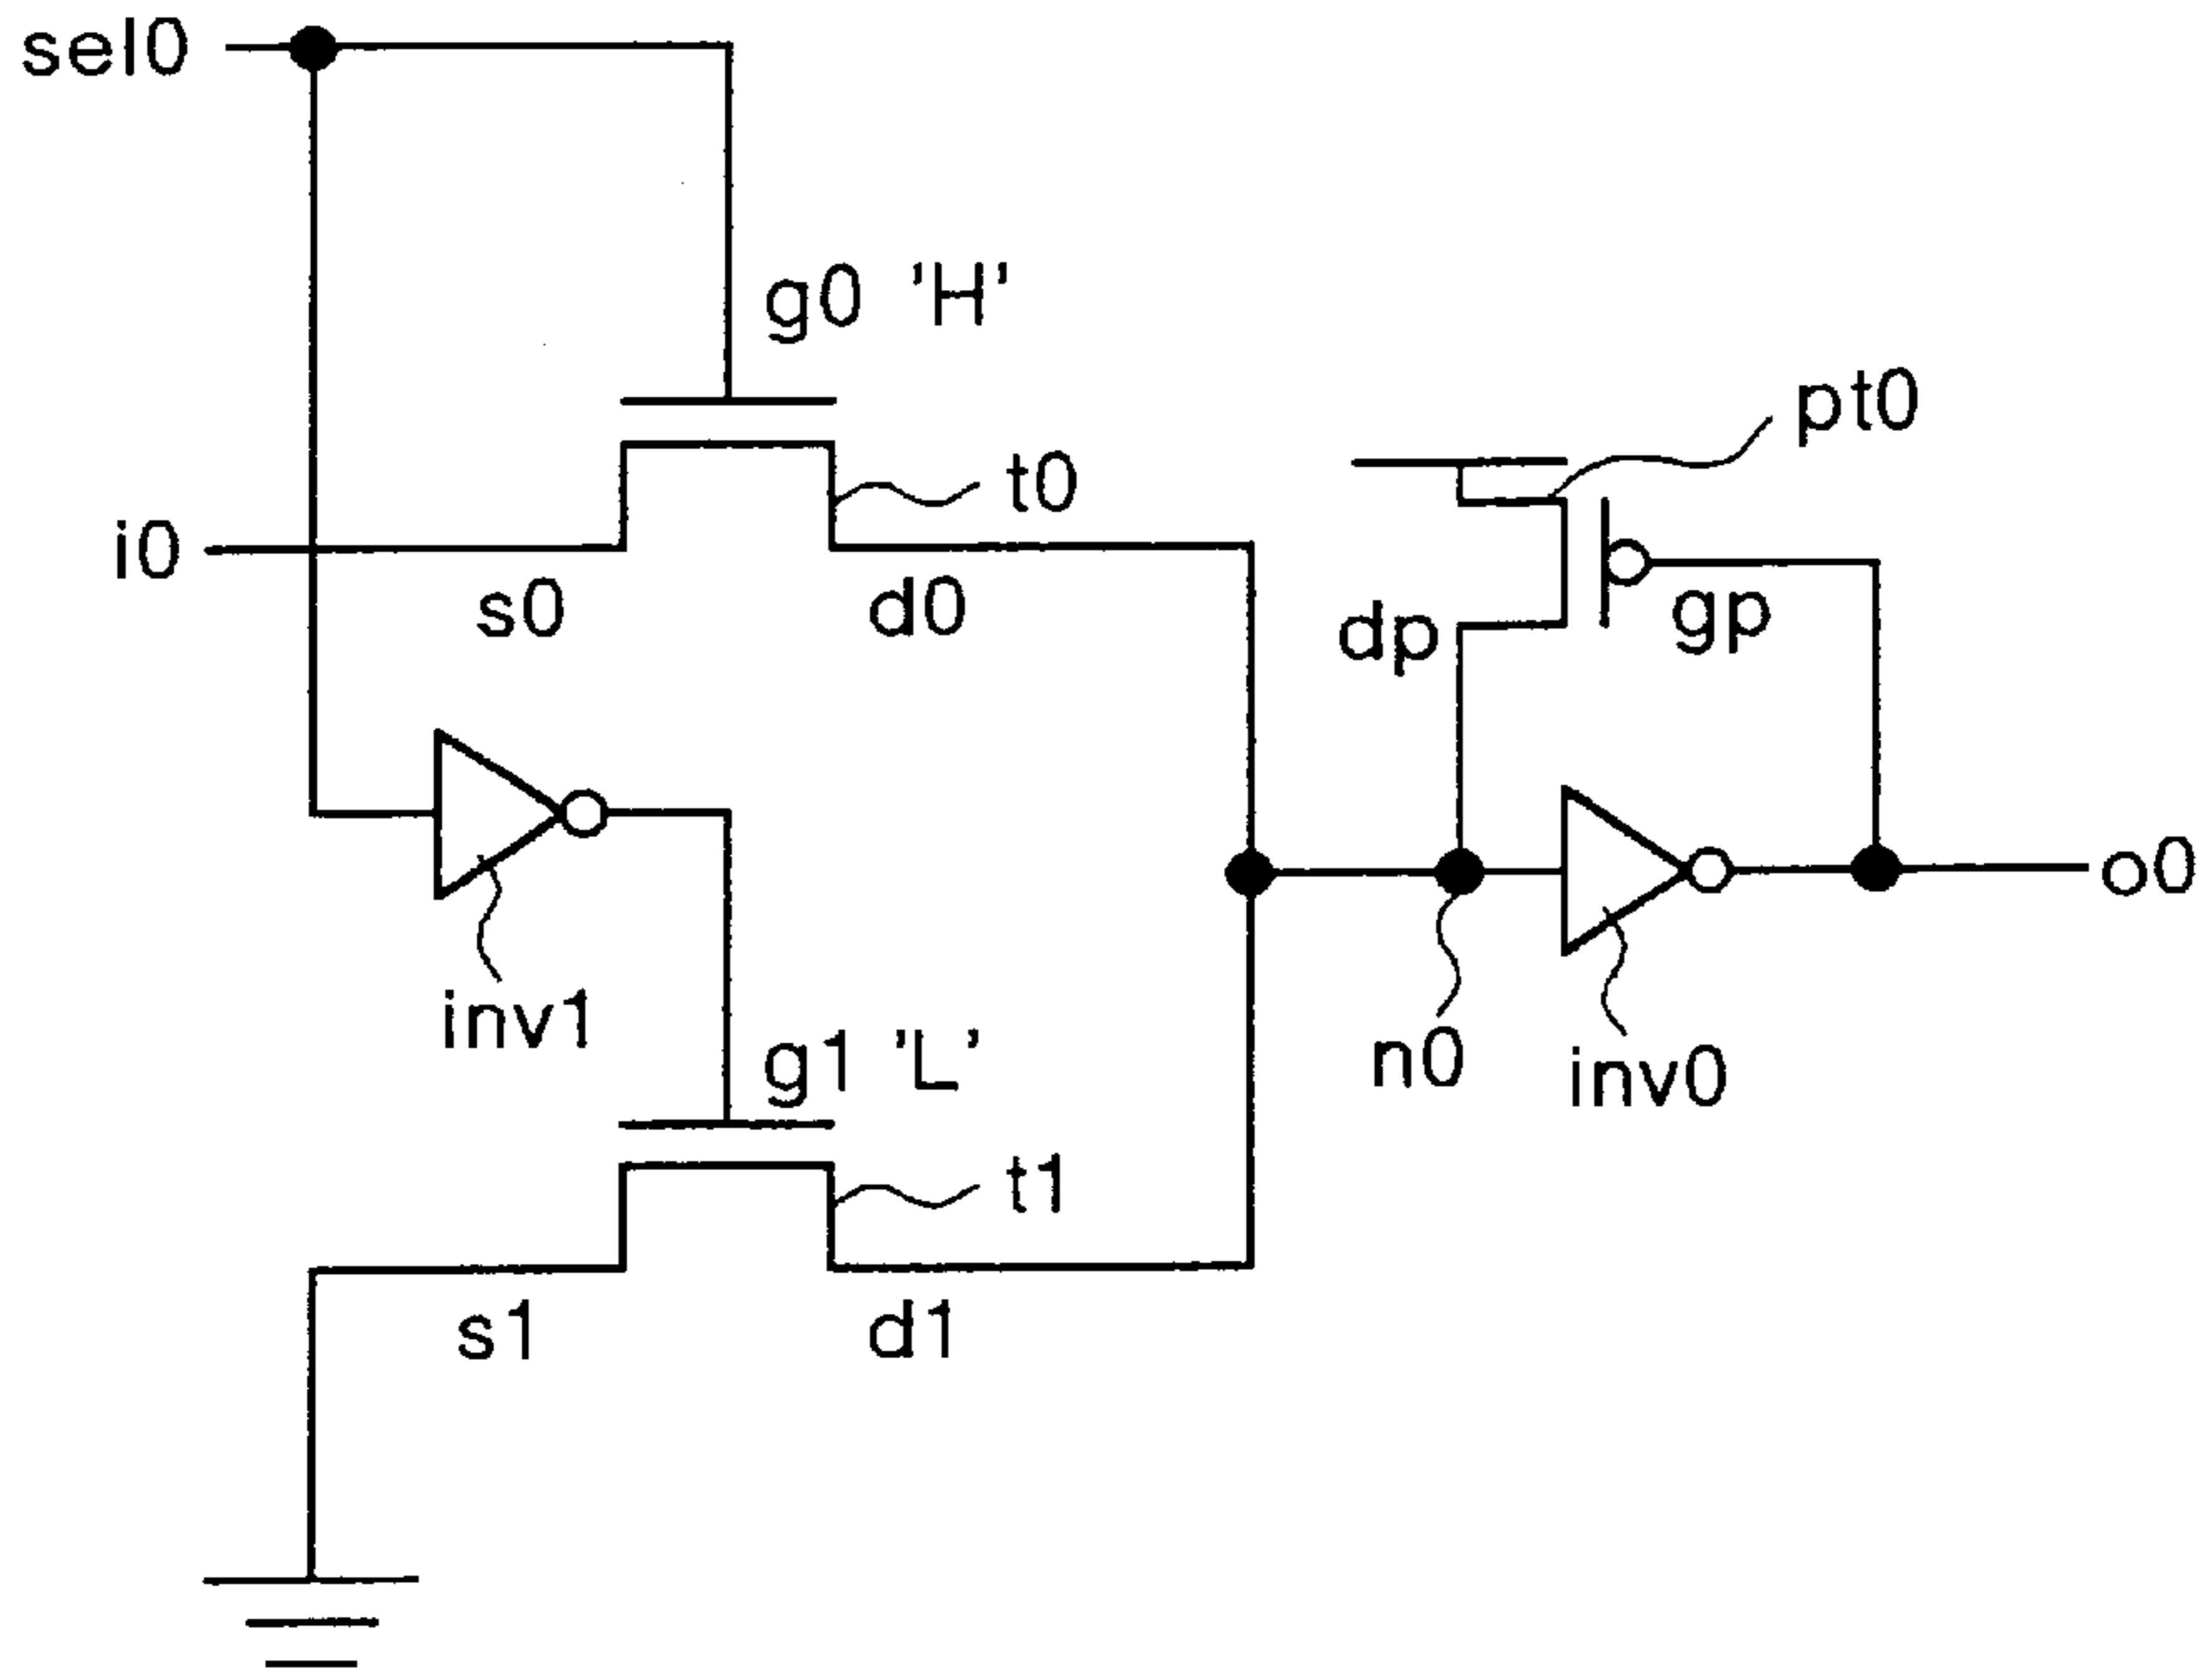 sel0
g0 'H'
pt0
t0
i0
s0
d0
dp
gp
o0
inv1
g1 'L'
n0
inv0
t1
s1
d1